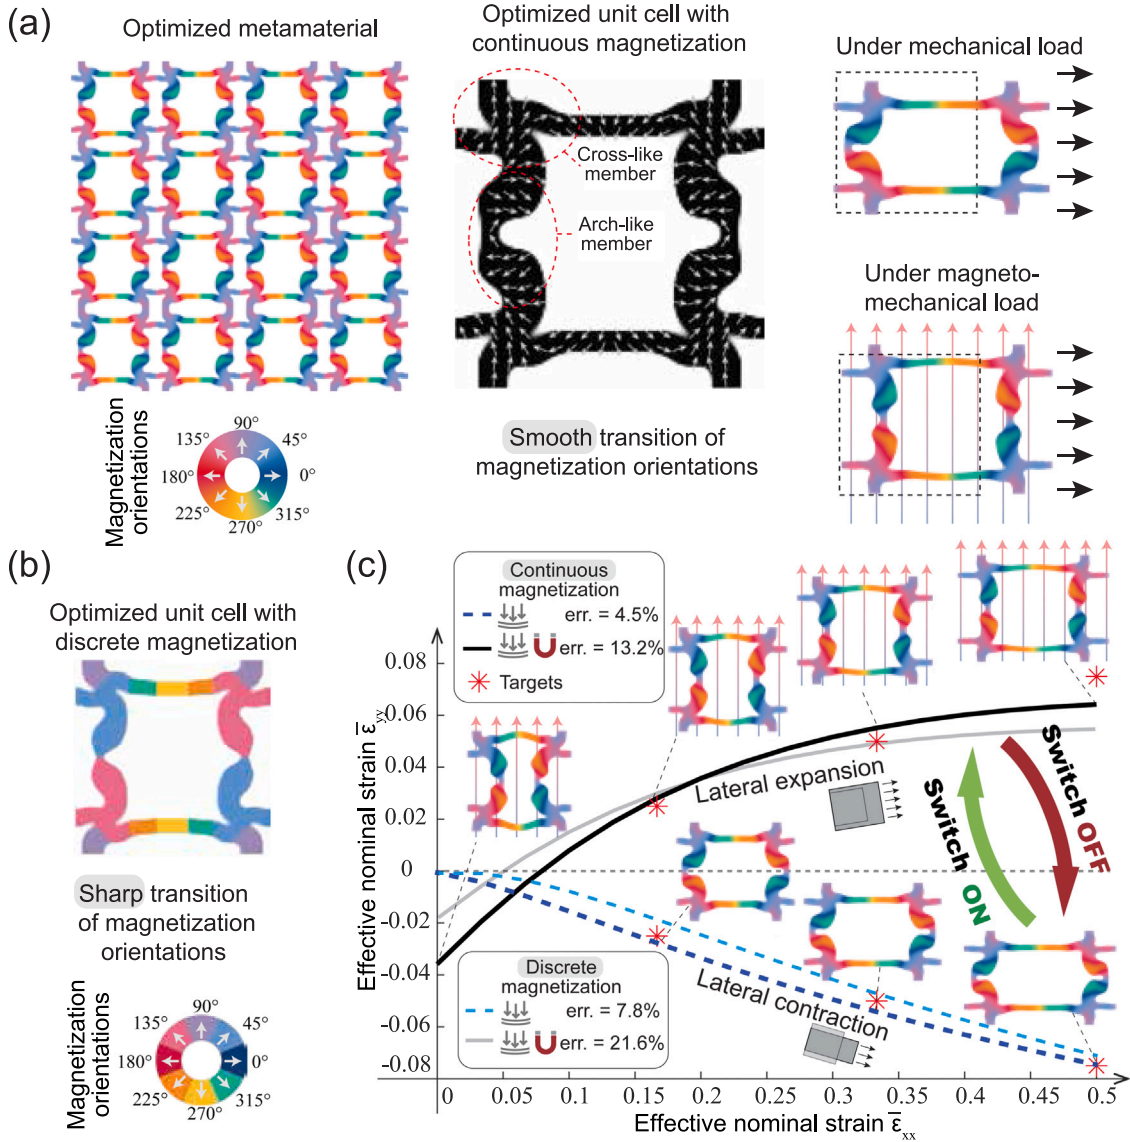 (a)
Optimized metamaterial
Optimized unit cell with
continuous magnetization
Under mechanical load
Cross-like
member
Arch-like
member
Under magneto-
mechanical load
Smooth transition of
magnetization orientations
Magnetization
orientations
90°
135°
45°
180°
0°
225°
315°
270°
(b)
Optimized unit cell with
discrete magnetization
Sharp transition
of magnetization
orientations
Magnetization
orientations
90°
135°
45°
180°
0°
225°
315°
270°
(c)
Continuous
magnetization
err. = 4.5%
err. = 13.2%
Targets
Effective nominal strain ε̅yy
0.08
0.06
0.04
0.02
0
-0.02
-0.04
-0.06
-0.08
Lateral expansion
Lateral contraction
Switch ON
Switch OFF
Discrete
magnetization
err. = 7.8%
err. = 21.6%
0 0.05 0.1 0.15 0.2 0.25 0.3 0.35 0.4 0.45 0.5
Effective nominal strain ε̅xx